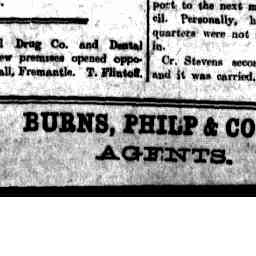 l Drug Co. and Dental
ew premises opened oppo-
all, Fremantle. T. Flintoff.
port to the next m
cil. Personally, h
quarters were not
in.
Cr. Stevens secon
and it was carried.
BURNS, PHILP & CO
AGENTS.